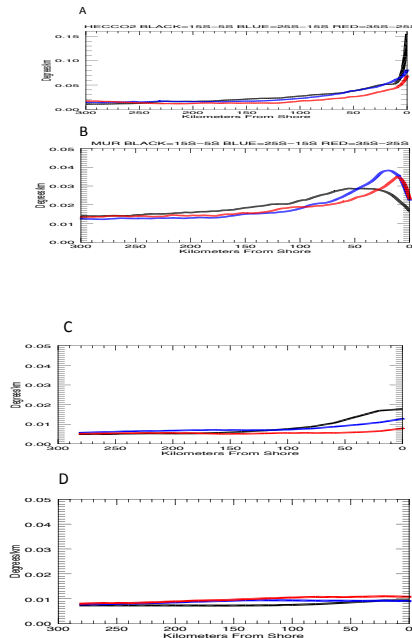 A
HECCO2 BLACK=15S-5S BLUE=25S-15S RED=35S-25S
0.15
0.10
0.05
0.00
Degrees/km
300 250 200 150 100 50 0
Kilometers From Shore
B
MUR BLACK=15S-5S BLUE=25S-15S RED=35S-25S
0.05
0.04
0.03
0.02
0.01
0.00
Degrees/km
300 250 200 150 100 50 0
Kilometers From Shore
C
0.05
0.04
0.03
0.02
0.01
0.00
Degrees/km
300 250 200 150 100 50 0
Kilometers From Shore
D
0.05
0.04
0.03
0.02
0.01
0.00
Degrees/km
300 250 200 150 100 50 0
Kilometers From Shore